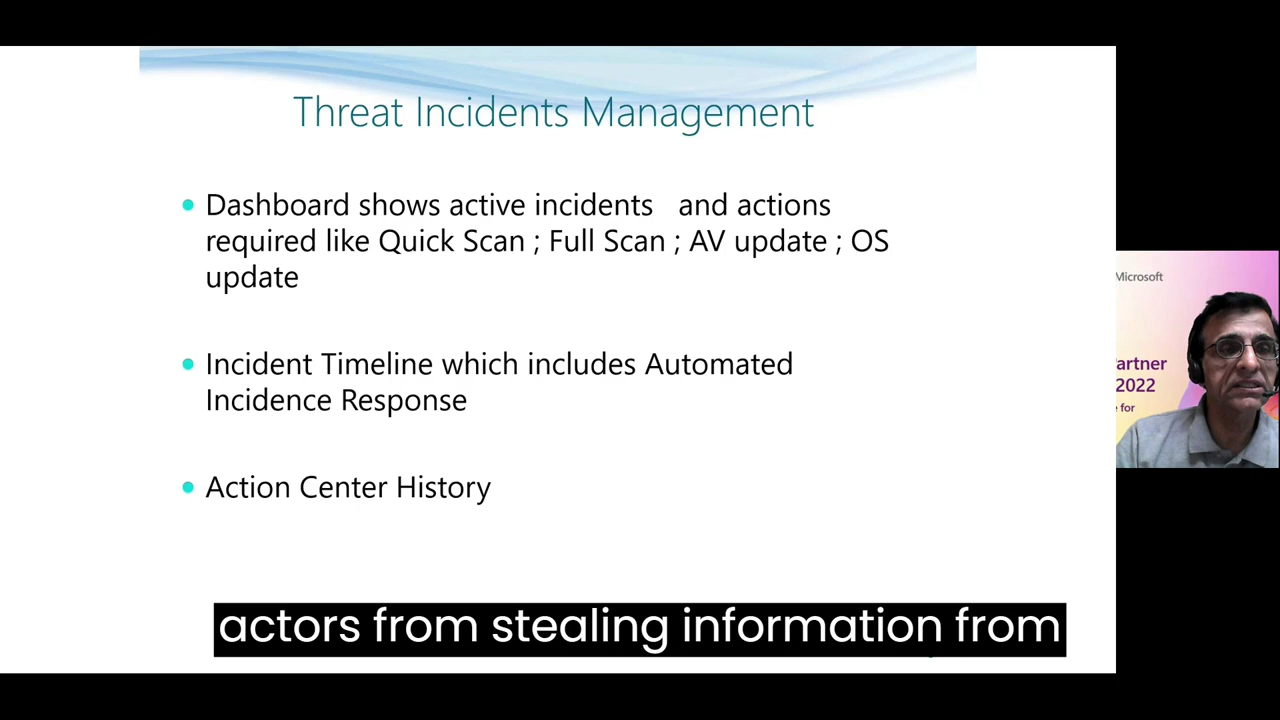 Threat Incidents Management
Dashboard shows active incidents and actions
required like Quick Scan ; Full Scan ; AV update ; OS
update
Incident Timeline which includes Automated
Incidence Response
Action Center History
Microsoft
artner
2022
for
actors from stealing information from